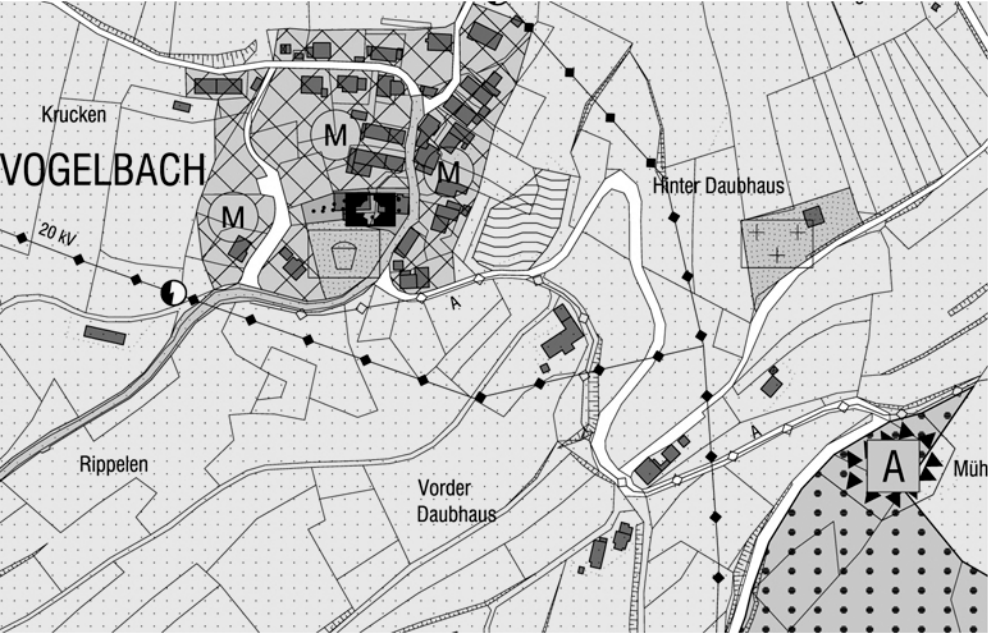 Krucken
M
VOGELBACH
M
Hinter Daubhaus
M
20 kV
A
A
Rippelen
A
Müh
Vorder
Daubhaus